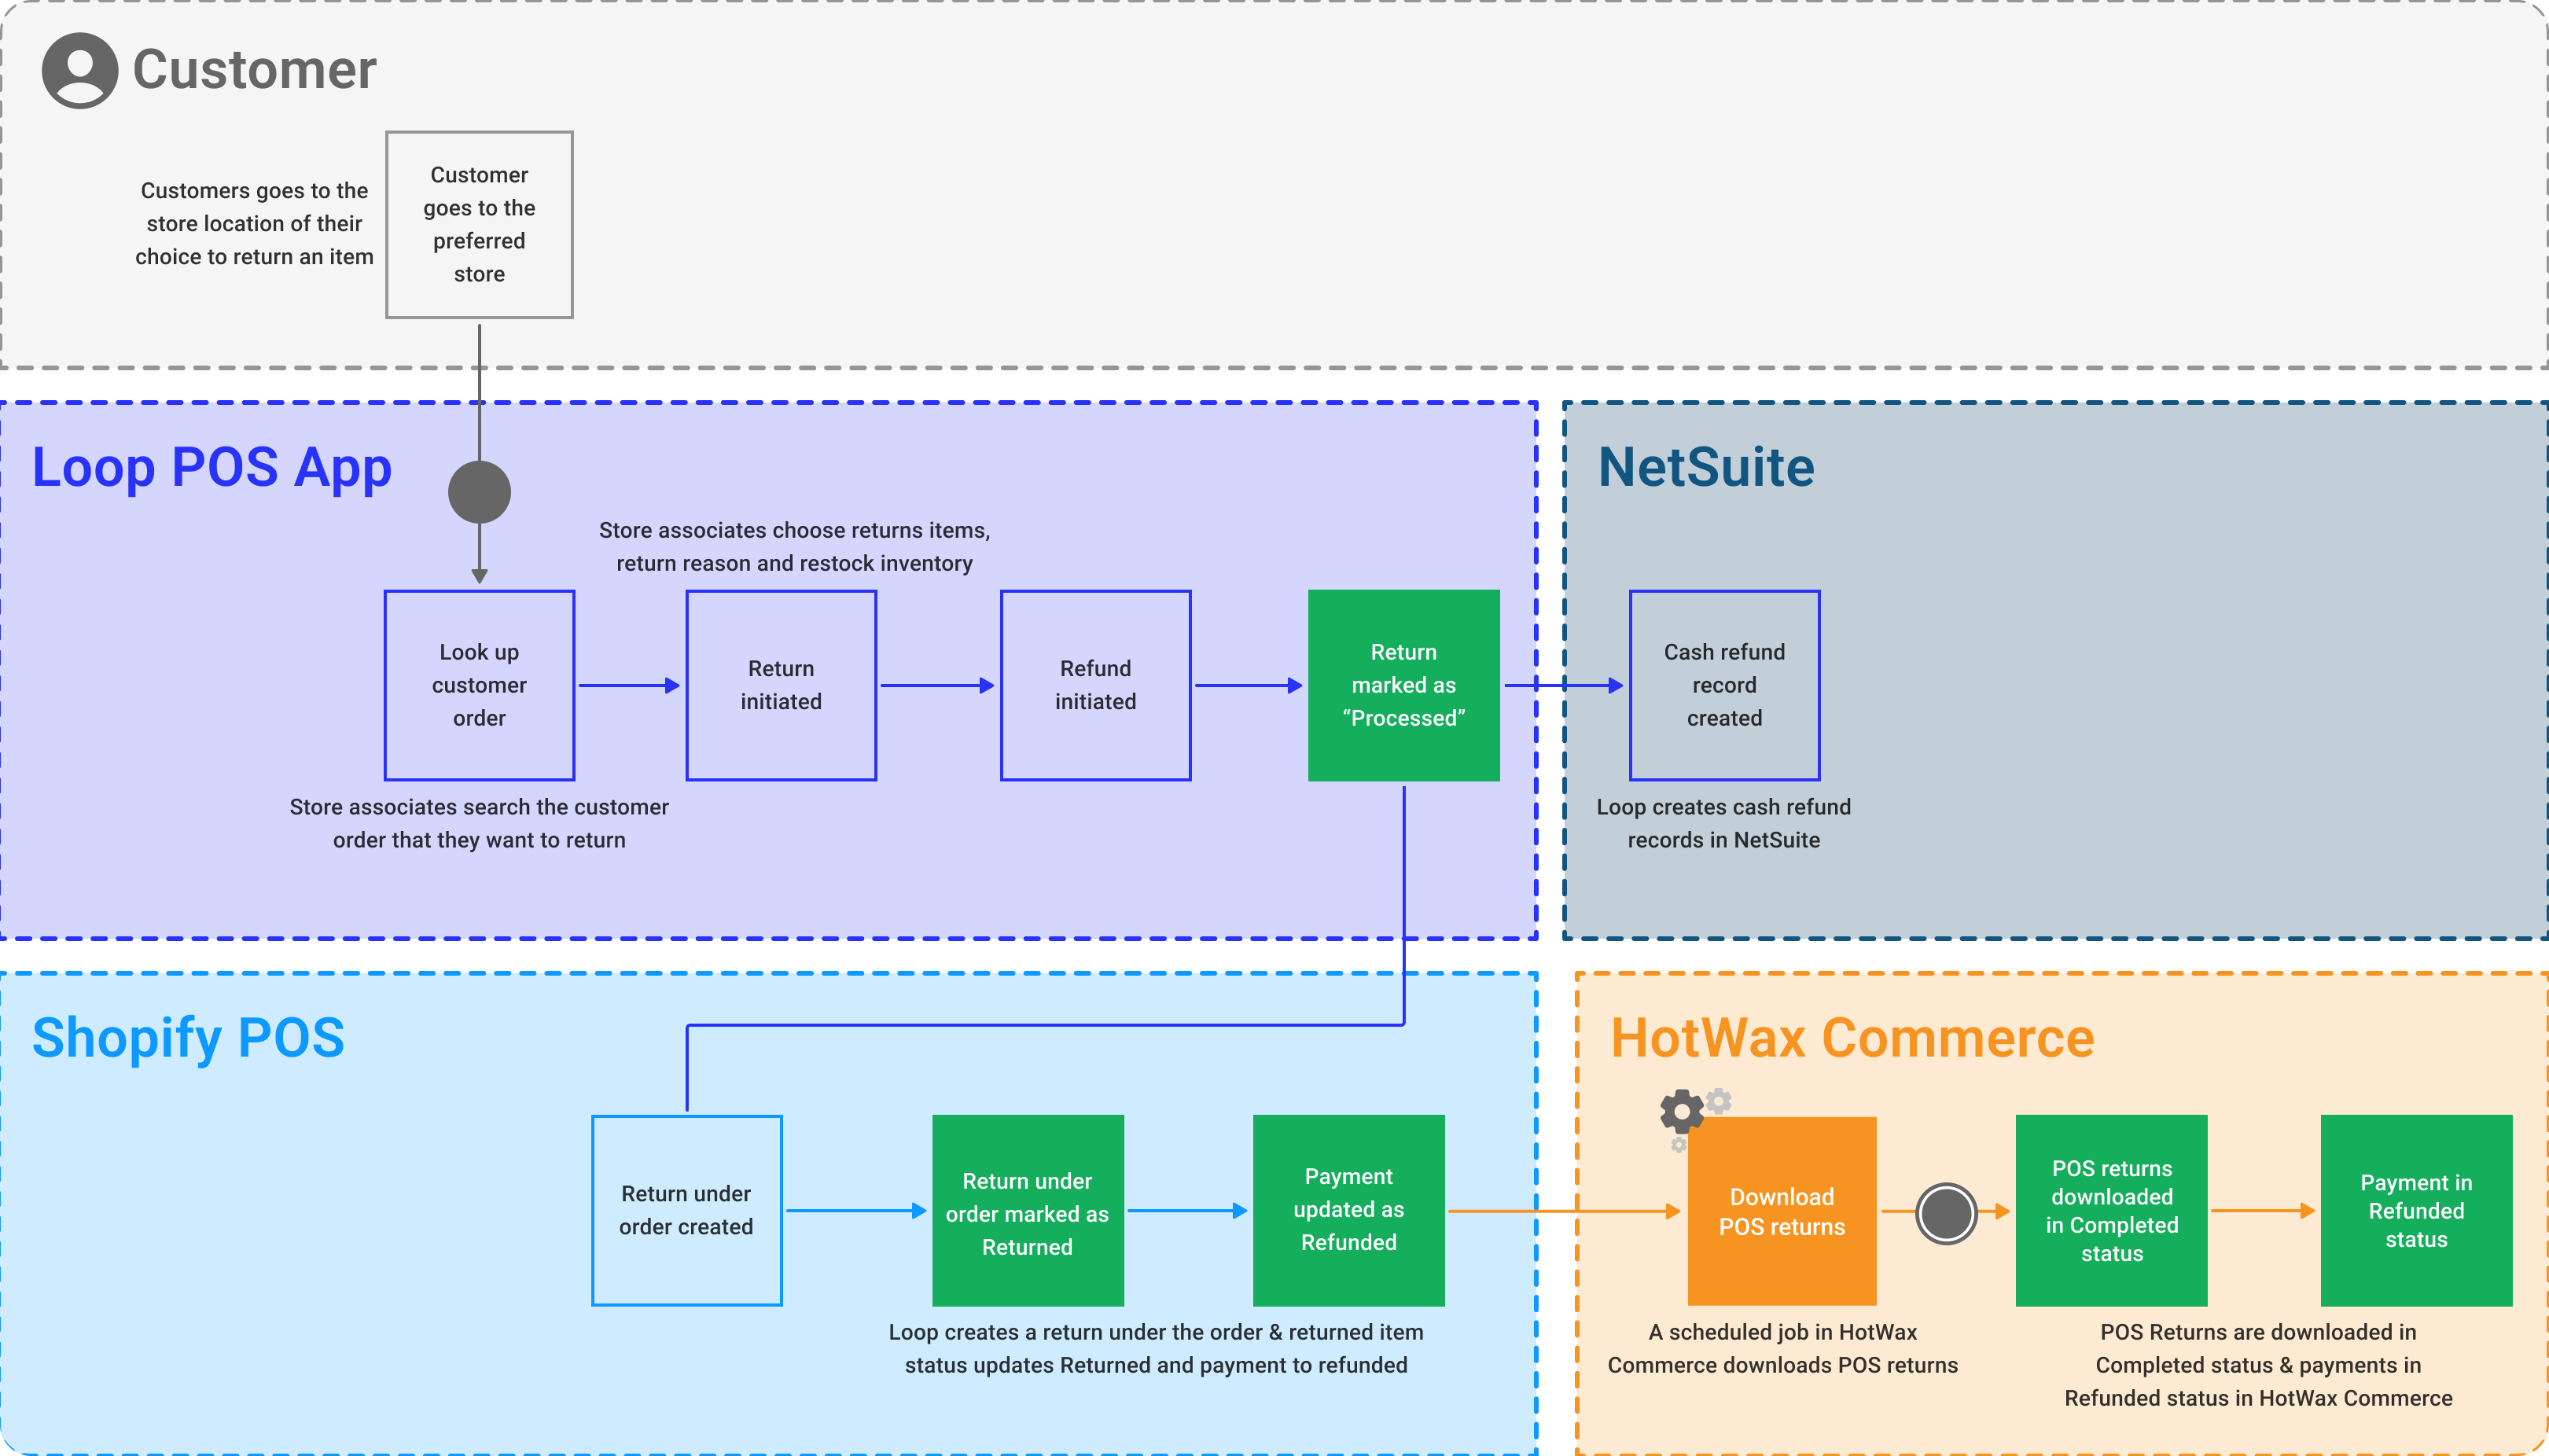 Customer
Customers goes to the
store location of their
choice to return an item
Customer
goes to the
preferred
store
Loop POS App
Store associates choose returns items,
return reason and restock inventory
Look up
customer
order
Return
initiated
Refund
initiated
Return
marked as
“Processed”
Store associates search the customer
order that they want to return
NetSuite
Cash refund
record
created
Loop creates cash refund
records in NetSuite
Shopify POS
Return under
order created
Return under
order marked as
Returned
Payment
updated as
Refunded
Loop creates a return under the order & returned item
status updates Returned and payment to refunded
HotWax Commerce
Download
POS returns
POS returns
downloaded
in Completed
status
Payment in
Refunded
status
A scheduled job in HotWax
Commerce downloads POS returns
POS Returns are downloaded in
Completed status & payments in
Refunded status in HotWax Commerce